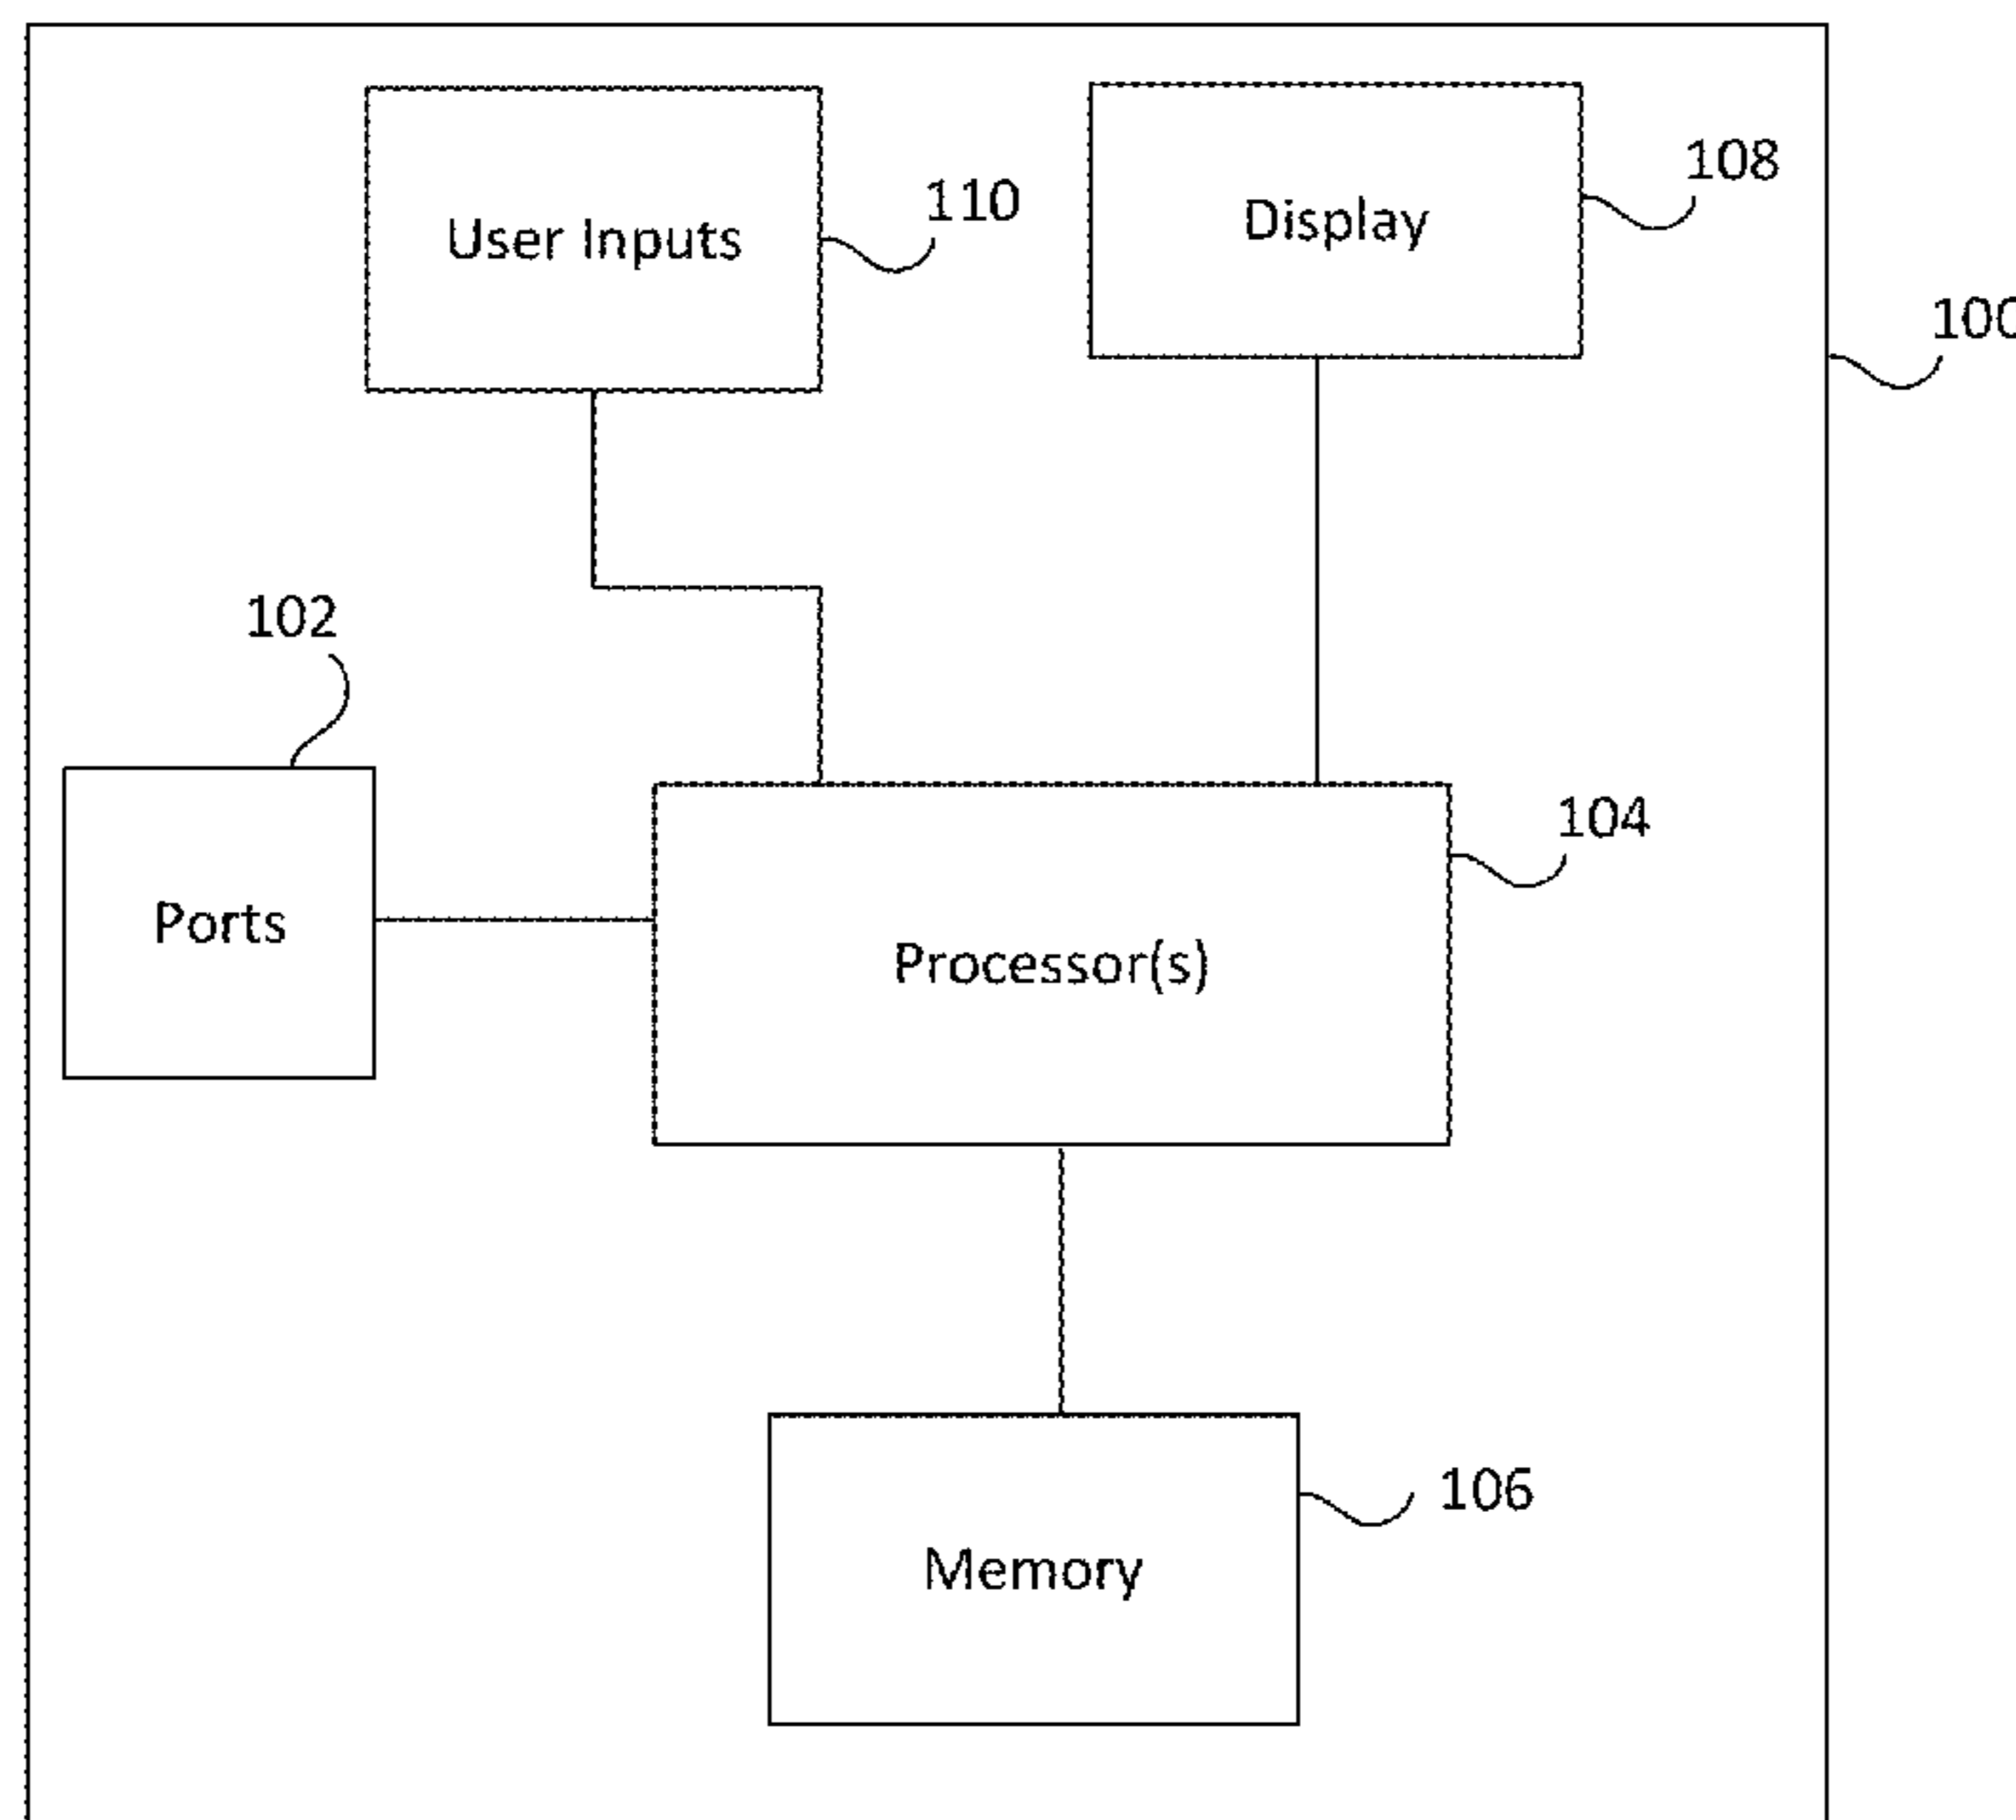 108
110
Display
User Inputs
100
102
104
Ports
Processor(s)
106
Memory